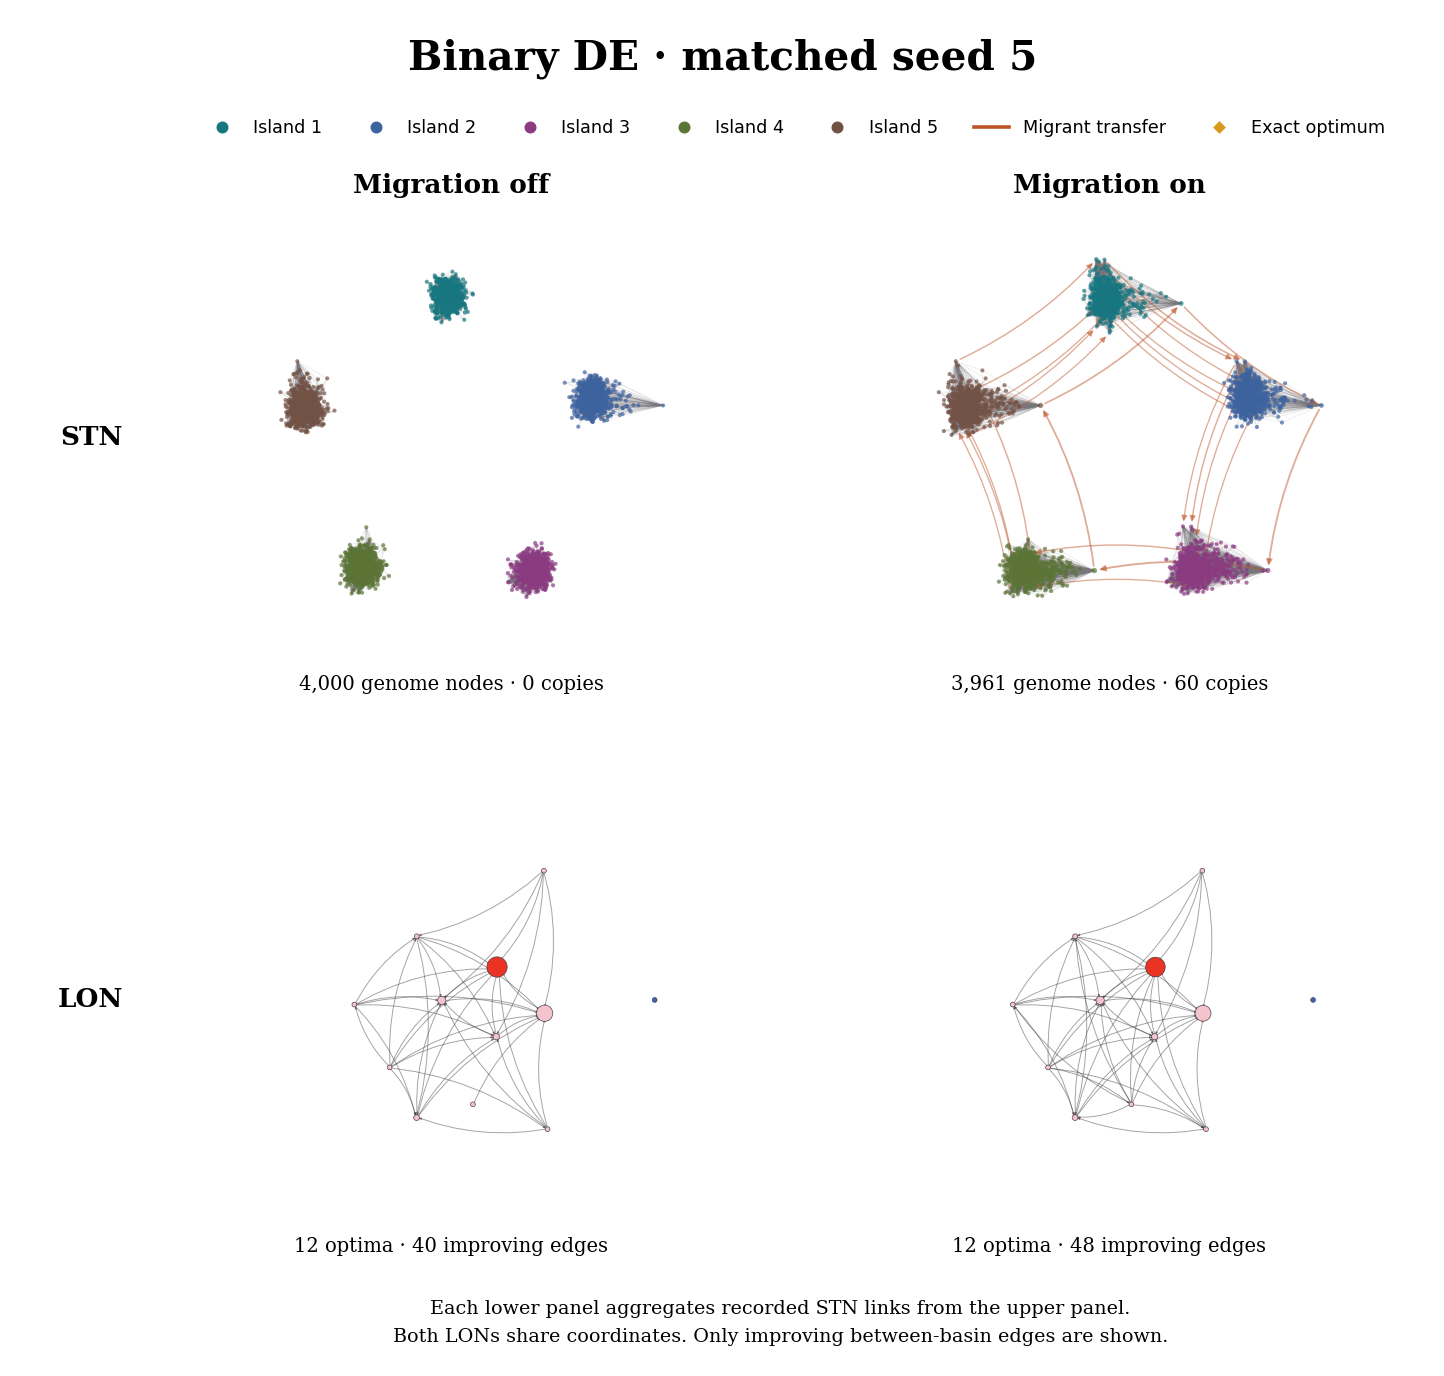 Binary DE · matched seed 5
Island 1 Island 2 Island 3 Island 4 Island 5 Migrant transfer Exact optimum
Migration off Migration on
STN
4,000 genome nodes · 0 copies 3,961 genome nodes · 60 copies
LON
12 optima · 40 improving edges 12 optima · 48 improving edges
Each lower panel aggregates recorded STN links from the upper panel.
Both LONs share coordinates. Only improving between-basin edges are shown.